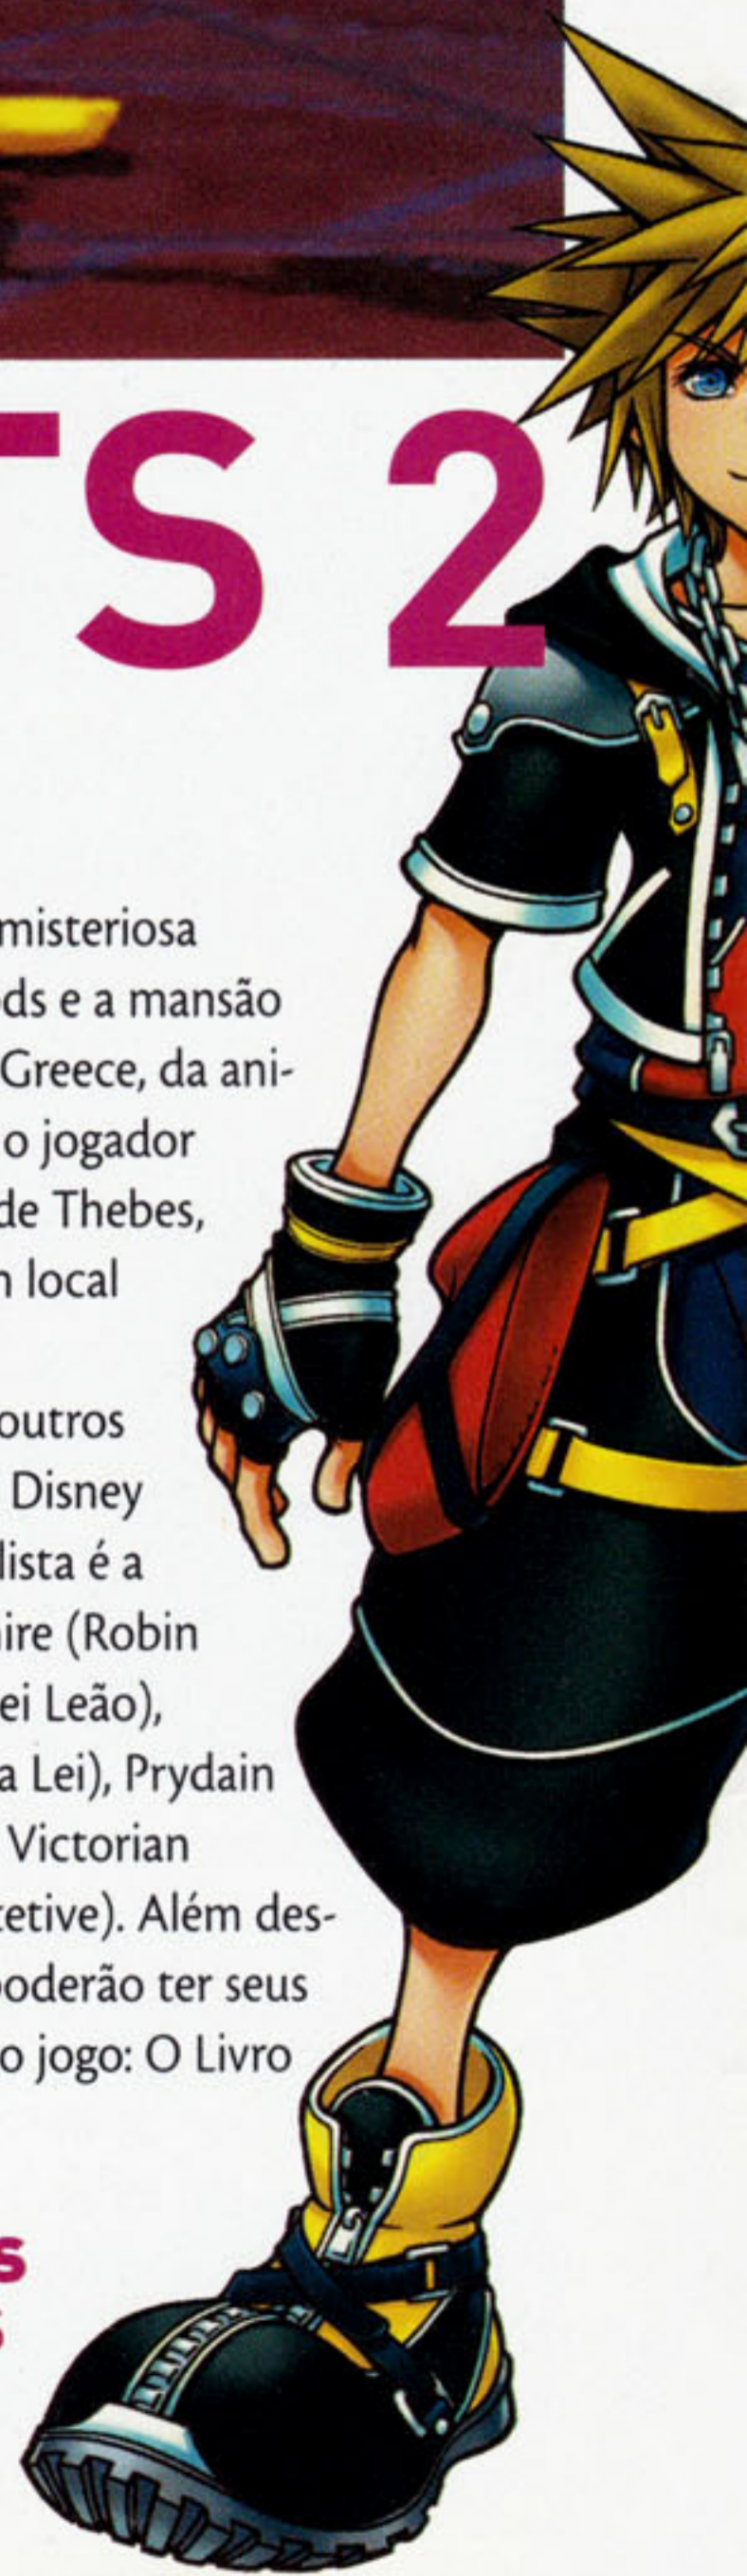 TS 2
misteriosa
ds e a mansão
Greece, da ani-
o jogador
de Thebes,
local
outros
Disney
lista é a
ire (Robin
ei Leão),
a Lei), Prydain
Victorian
tetive). Além des-
poderão ter seus
o jogo: O Livro
s
s